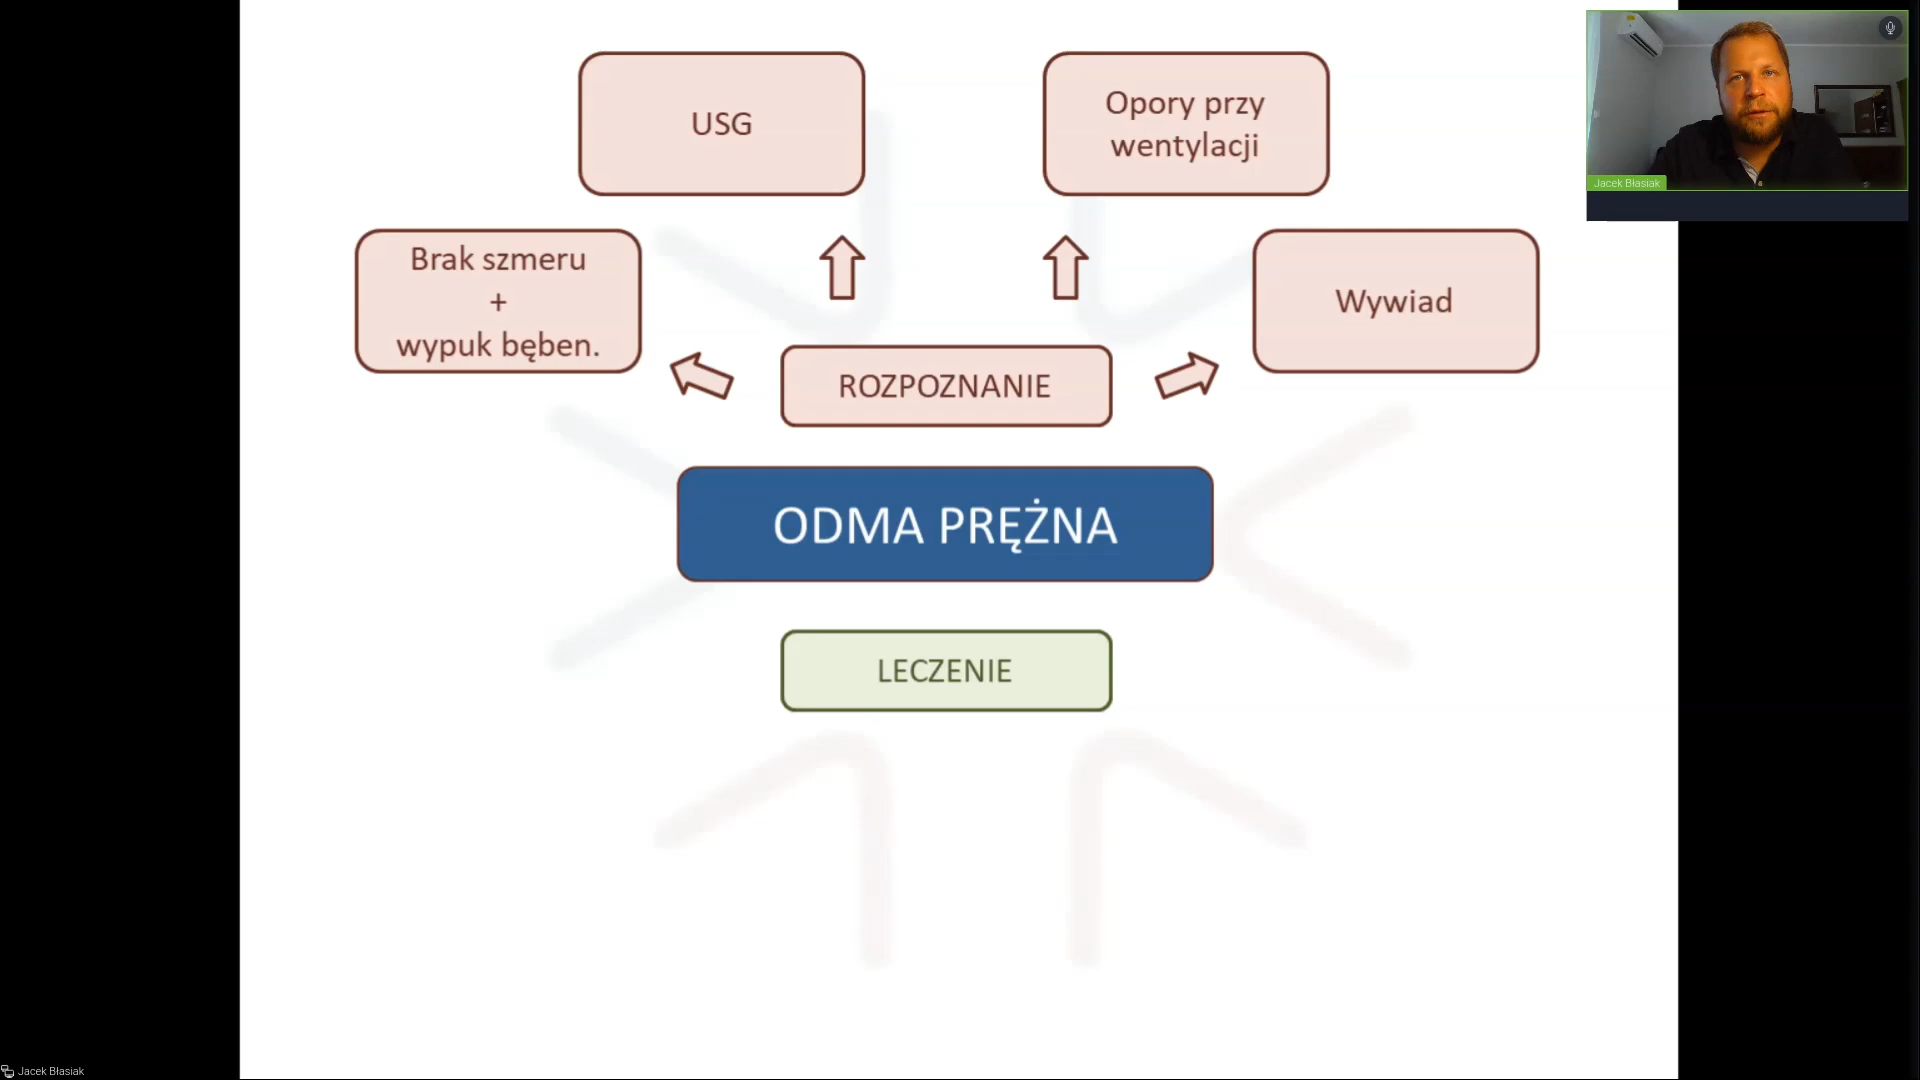 USG
Opory przy
wentylacji
Brak szmeru
+
wypuk bęben.
Wywiad
ROZPOZNANIE
ODMA PRĘŻNA
LECZENIE
Jacek Błasiak
Jacek Błasiak